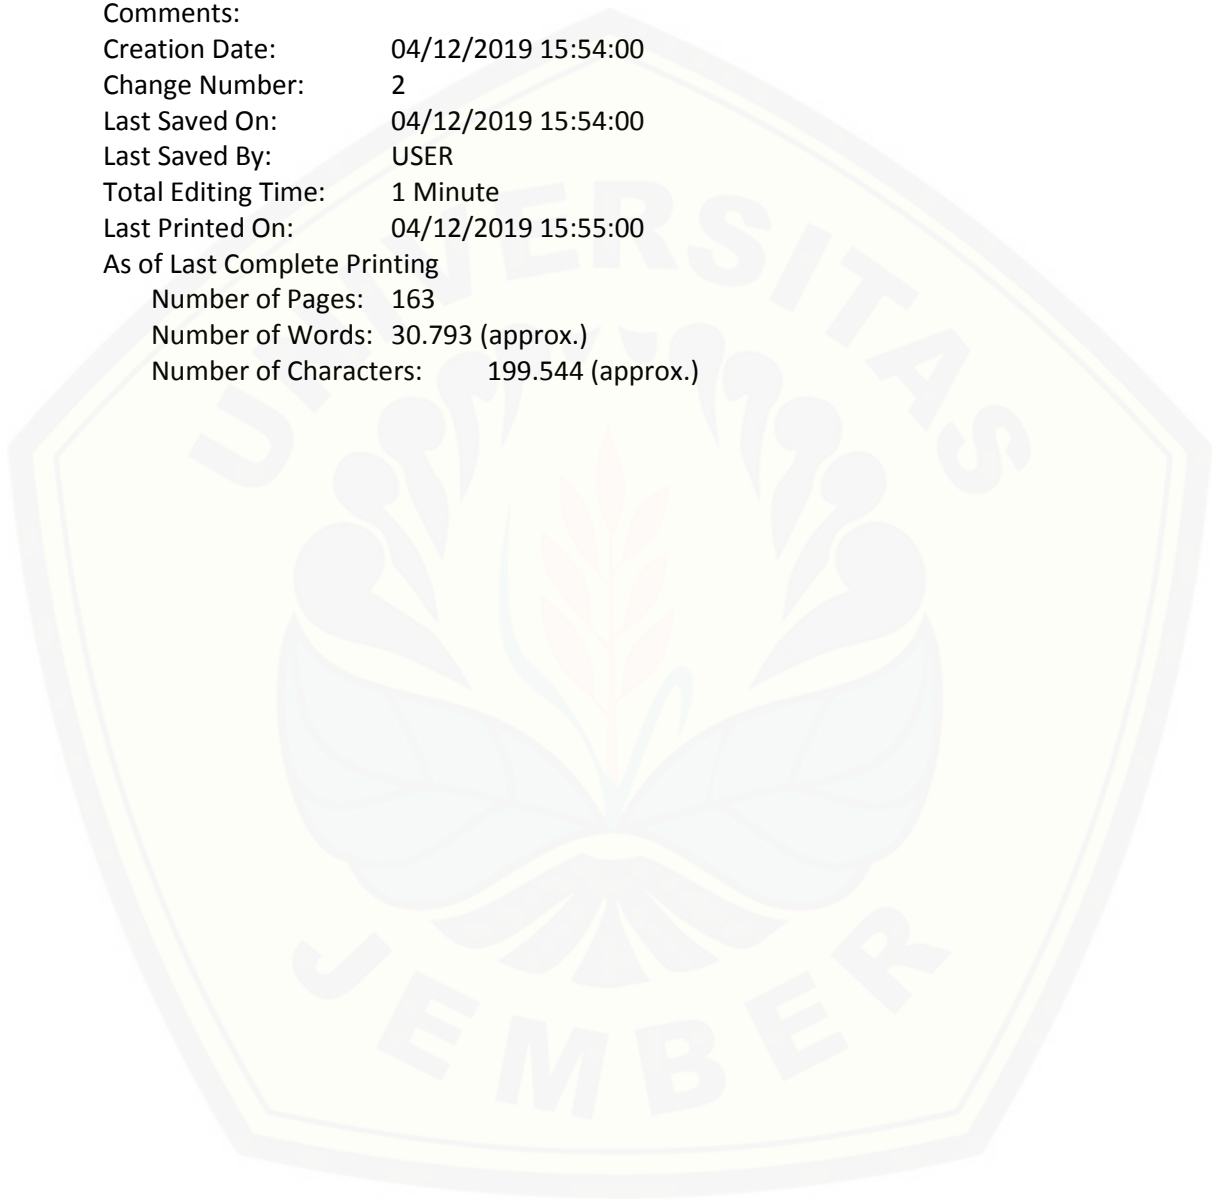 Comments:
Creation Date: 04/12/2019 15:54:00
Change Number: 2
Last Saved On: 04/12/2019 15:54:00
Last Saved By: USER
Total Editing Time: 1 Minute
Last Printed On: 04/12/2019 15:55:00
As of Last Complete Printing
Number of Pages: 163
Number of Words: 30.793 (approx.)
Number of Characters: 199.544 (approx.)
UNIVERSITAS
JEMBER